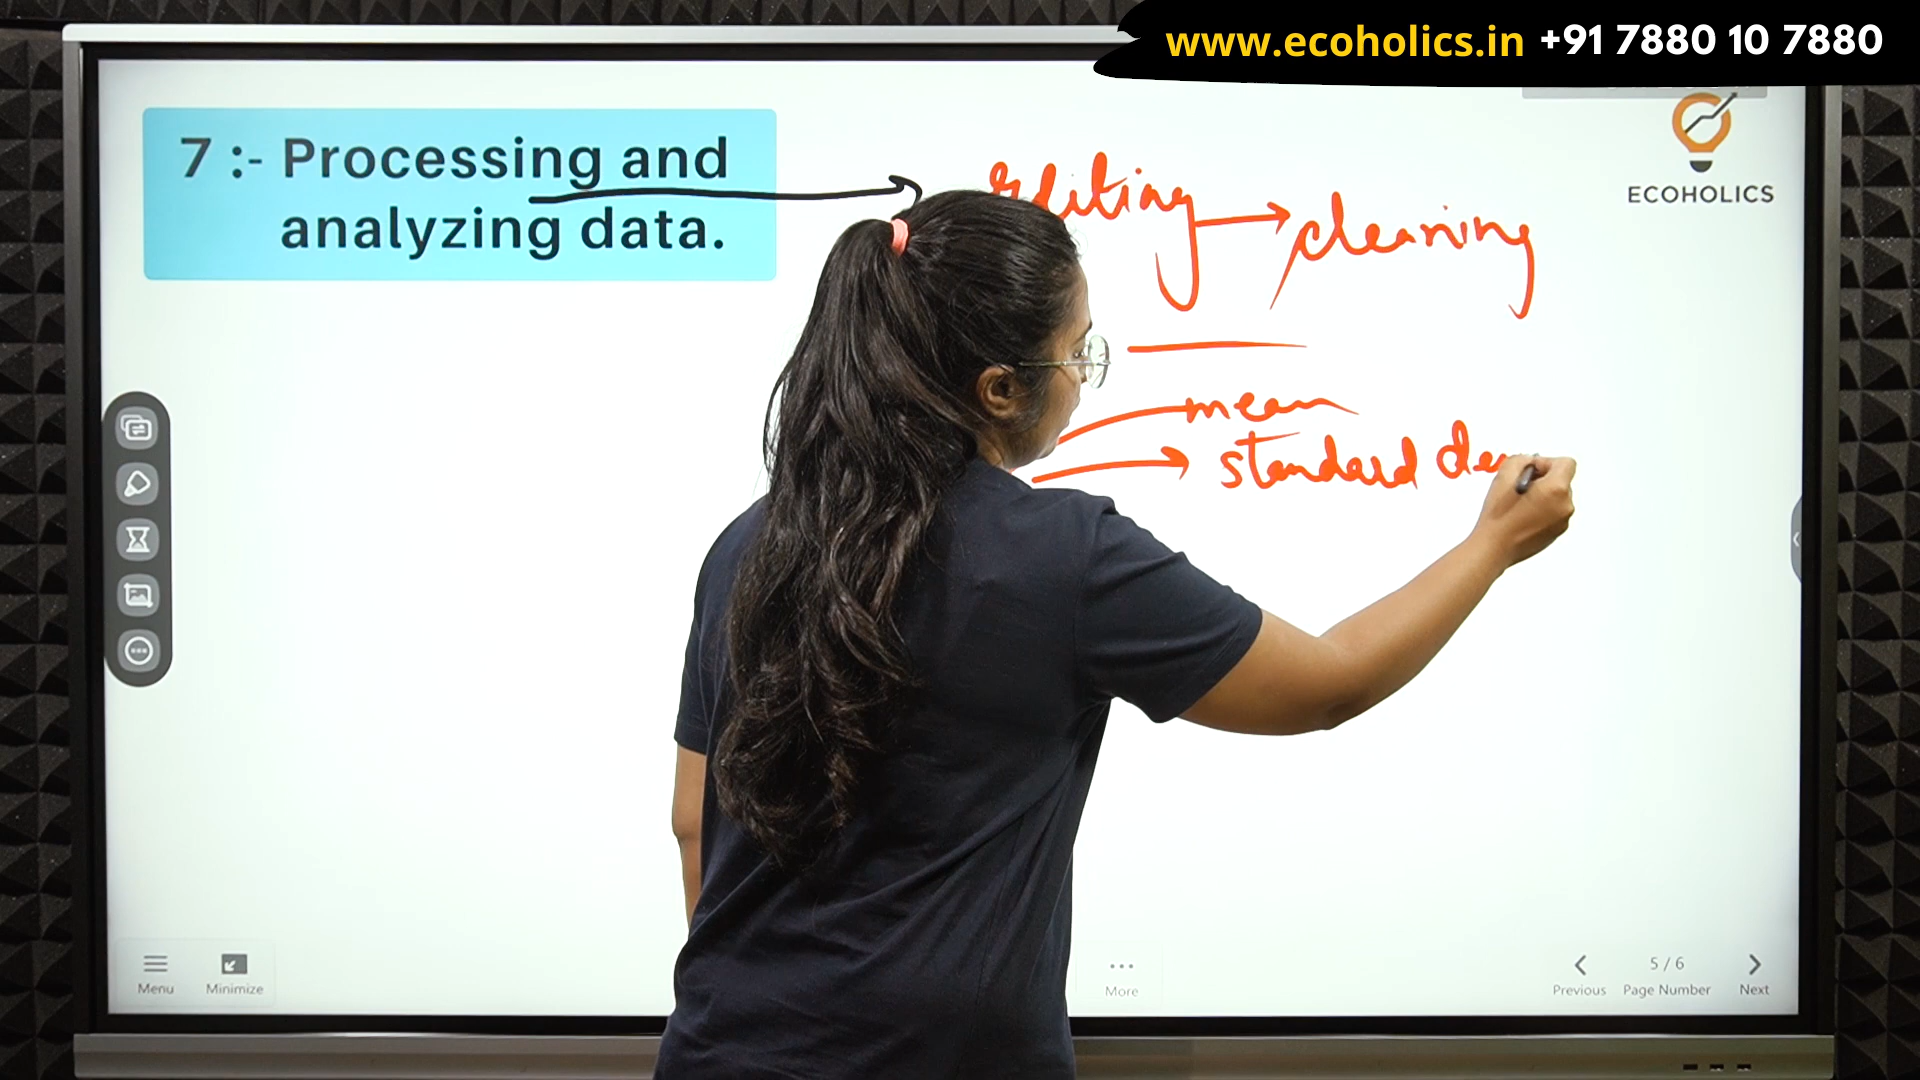 www.ecoholics.in +91 7880 10 7880
7 :- Processing and
analyzing data.
ECOHOLICS
Editing → cleaning
mean
standard
Menu
Minimize
More
Previous
5 / 6
Page Number
Next